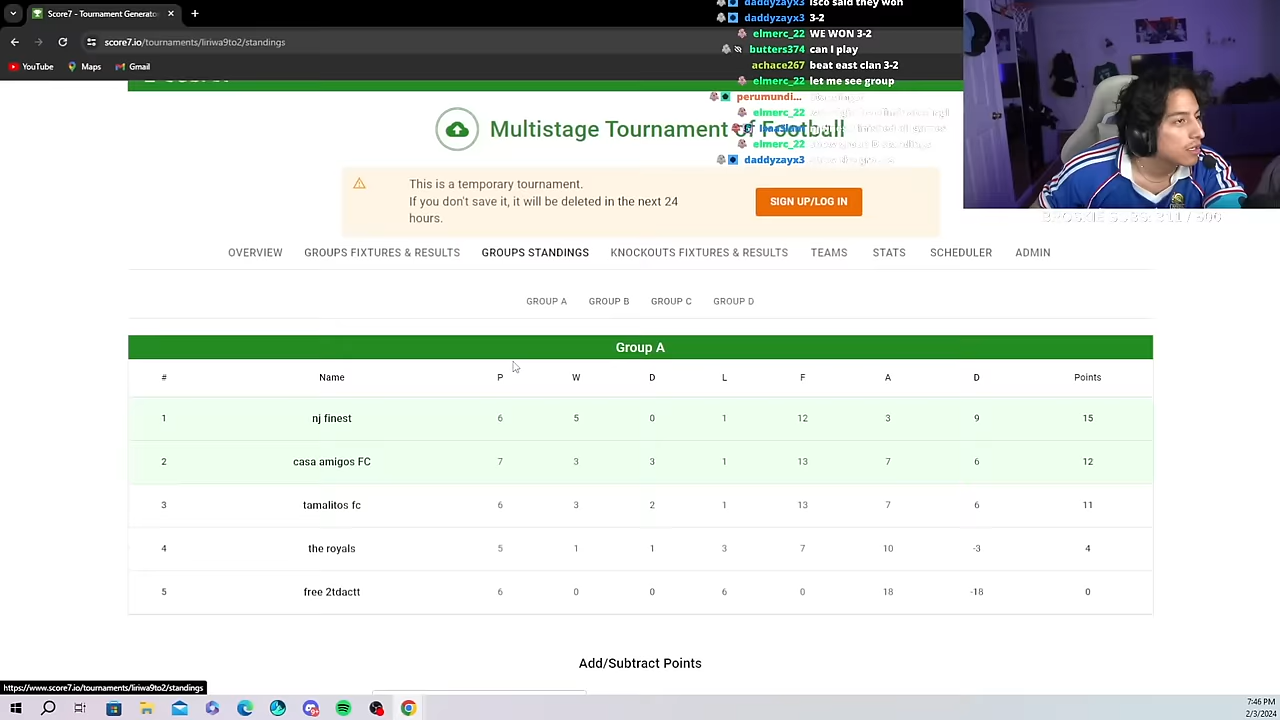 Score7 - Tournament Generato
score7.io/tournaments/liriwa9to2/standings
YouTube Maps Gmail
daddyzayx3 isco said they won
daddyzayx3 3-2
elmerc_22 WE WON 3-2
butters374 can I play
achace267 beat east clan 3-2
elmerc_22 let me see group
perumundi...
elmerc_22
elmerc_22
daddyzayx3
Multistage Tournament of Football
This is a temporary tournament.
If you don't save it, it will be deleted in the next 24
hours.
SIGN UP/LOG IN
OVERVIEW GROUPS FIXTURES & RESULTS GROUPS STANDINGS KNOCKOUTS FIXTURES & RESULTS TEAMS STATS SCHEDULER ADMIN
GROUP A GROUP B GROUP C GROUP D
Group A
# Name P W D L F A D Points
1 nj finest 6 5 0 1 12 3 9 15
2 casa amigos FC 7 3 3 1 13 7 6 12
3 tamalitos fc 6 3 2 1 13 7 6 11
4 the royals 5 1 1 3 7 10 -3 4
5 free 2tdactt 6 0 0 6 0 18 -18 0
Add/Subtract Points
https://www.score7.io/tournaments/liriwa9to2/standings
7:46 PM
2/3/2024